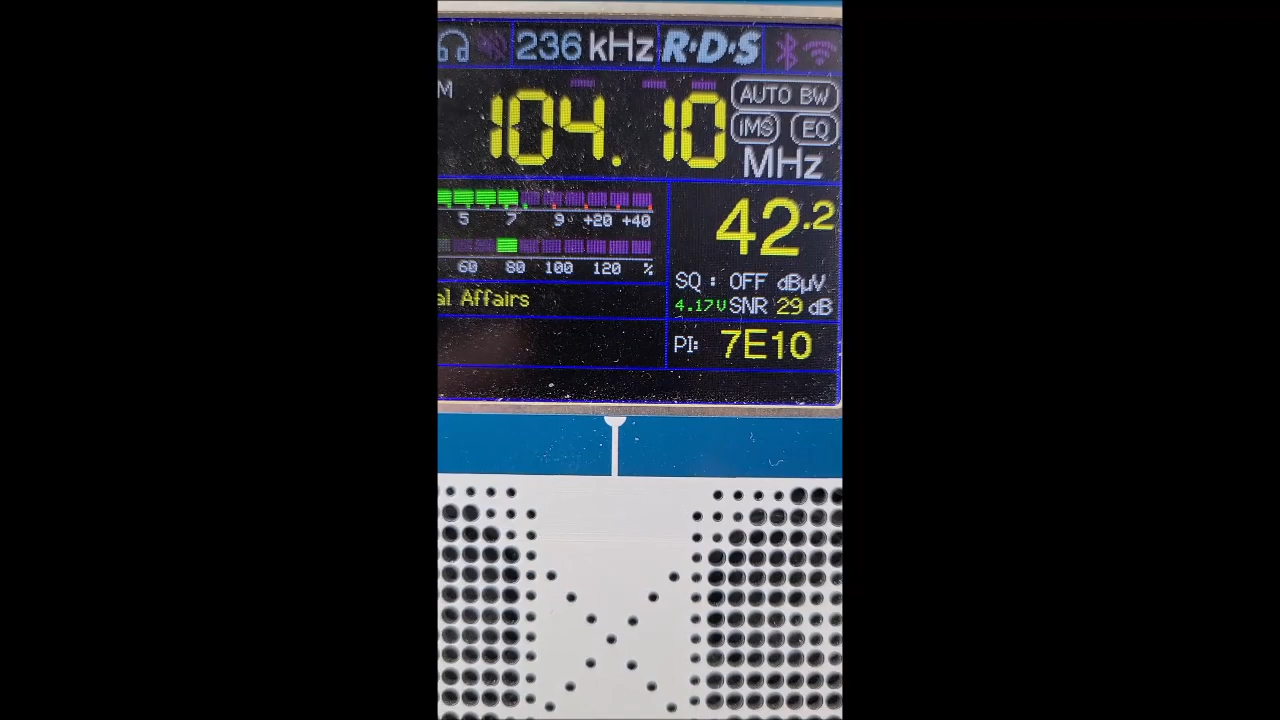 236 kHz R·D·S
M 104.10 AUTO BW
iMS EQ
MHz
5 7 9 +20 +40
42.2
60 80 100 120 %
SQ : OFF dBµV
al Affairs
4.17V SNR 29 dB
PI: 7E10